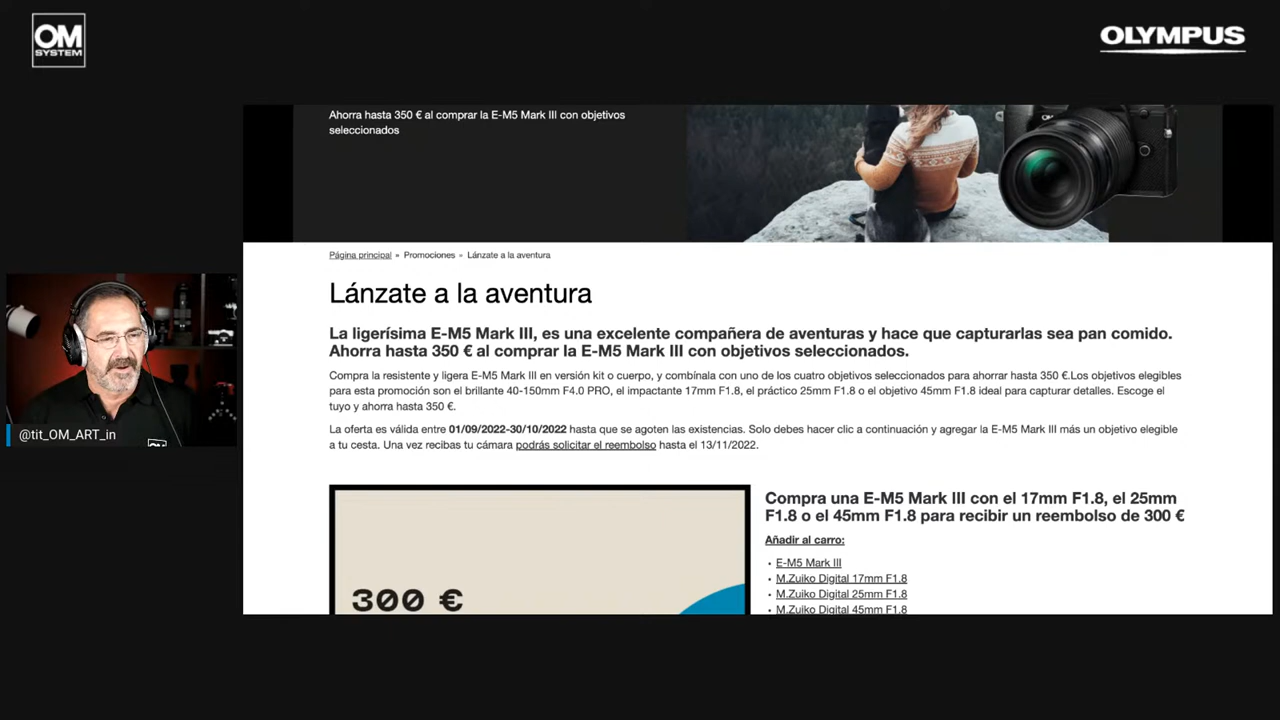 OM
SYSTEM
OLYMPUS
Ahorra hasta 350 € al comprar la E-M5 Mark III con objetivos
seleccionados
Página principal » Promociones » Lánzate a la aventura
Lánzate a la aventura
La ligerísima E-M5 Mark III, es una excelente compañera de aventuras y hace que capturarlas sea pan comido.
Ahorra hasta 350 € al comprar la E-M5 Mark III con objetivos seleccionados.
Compra la resistente y ligera E-M5 Mark III en versión kit o cuerpo, y combínala con uno de los cuatro objetivos seleccionados para ahorrar hasta 350 €.Los objetivos elegibles
para esta promoción son el brillante 40-150mm F4.0 PRO, el impactante 17mm F1.8, el práctico 25mm F1.8 o el objetivo 45mm F1.8 ideal para capturar detalles. Escoge el
tuyo y ahorra hasta 350 €.
La oferta es válida entre 01/09/2022-30/10/2022 hasta que se agoten las existencias. Solo debes hacer clic a continuación y agregar la E-M5 Mark III más un objetivo elegible
a tu cesta. Una vez recibas tu cámara podrás solicitar el reembolso hasta el 13/11/2022.
@tit_OM_ART_in
OM
Compra una E-M5 Mark III con el 17mm F1.8, el 25mm
F1.8 o el 45mm F1.8 para recibir un reembolso de 300 €
Añadir al carro:
• E-M5 Mark III
• M.Zuiko Digital 17mm F1.8
• M.Zuiko Digital 25mm F1.8
• M.Zuiko Digital 45mm F1.8
300 €